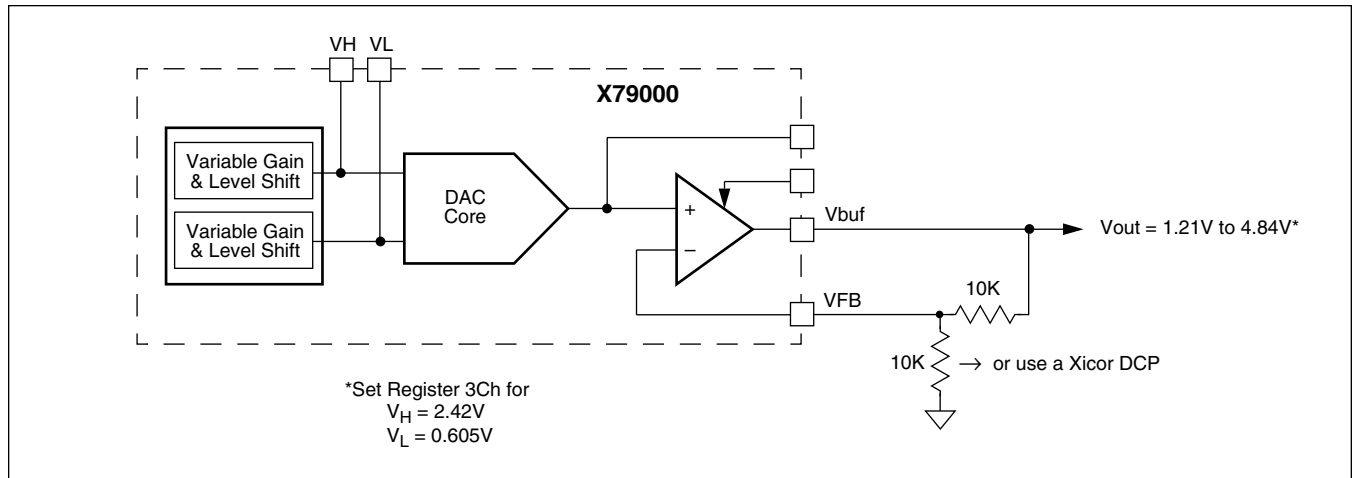 VH VL
X79000
Variable Gain
& Level Shift
Variable Gain
& Level Shift
DAC
Core
+
–
Vbuf
Vout = 1.21V to 4.84V*
VFB
10K
10K → or use a Xicor DCP
*Set Register 3Ch for
VH = 2.42V
VL = 0.605V